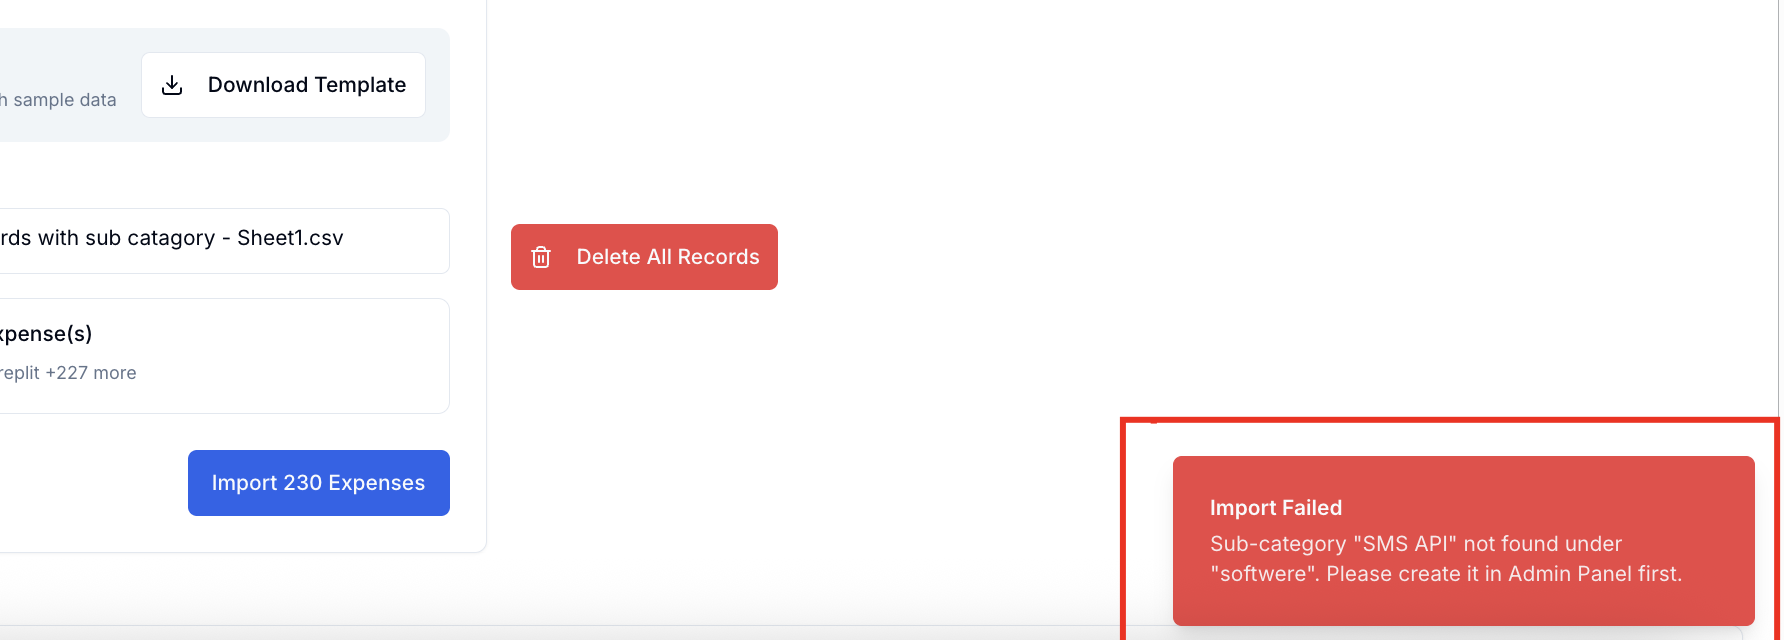 Download Template
h sample data
rds with sub catagory - Sheet1.csv
Delete All Records
xpense(s)
replit +227 more
Import 230 Expenses
Import Failed
Sub-category "SMS API" not found under
"softwere". Please create it in Admin Panel first.